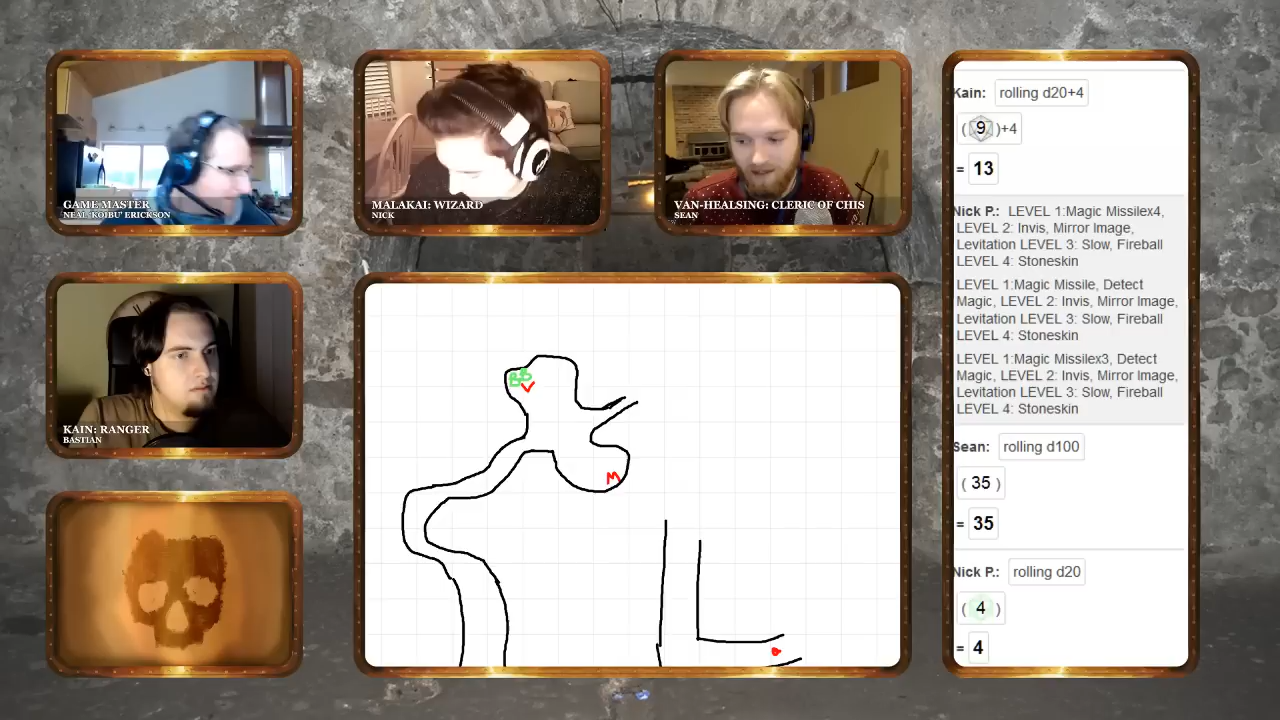 GAME MASTER
NEAL 'KOIBU' ERICKSON
MALAKAI: WIZARD
NICK
VAN-HEALSING: CLERIC OF CHIS
SEAN
KAIN: RANGER
BASTIAN
BB
V
M
Kain: rolling d20+4
(9)+4
= 13
Nick P.: LEVEL 1:Magic Missilex4,
LEVEL 2: Invis, Mirror Image,
Levitation LEVEL 3: Slow, Fireball
LEVEL 4: Stoneskin
LEVEL 1:Magic Missile, Detect
Magic, LEVEL 2: Invis, Mirror Image,
Levitation LEVEL 3: Slow, Fireball
LEVEL 4: Stoneskin
LEVEL 1:Magic Missilex3, Detect
Magic, LEVEL 2: Invis, Mirror Image,
Levitation LEVEL 3: Slow, Fireball
LEVEL 4: Stoneskin
Sean: rolling d100
(35)
= 35
Nick P.: rolling d20
(4)
= 4